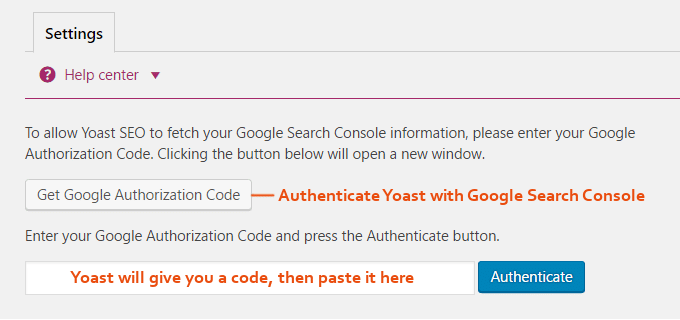 Settings
Help center
To allow Yoast SEO to fetch your Google Search Console information, please enter your Google
Authorization Code. Clicking the button below will open a new window.
Get Google Authorization Code
Authenticate Yoast with Google Search Console
Enter your Google Authorization Code and press the Authenticate button.
Yoast will give you a code, then paste it here
Authenticate